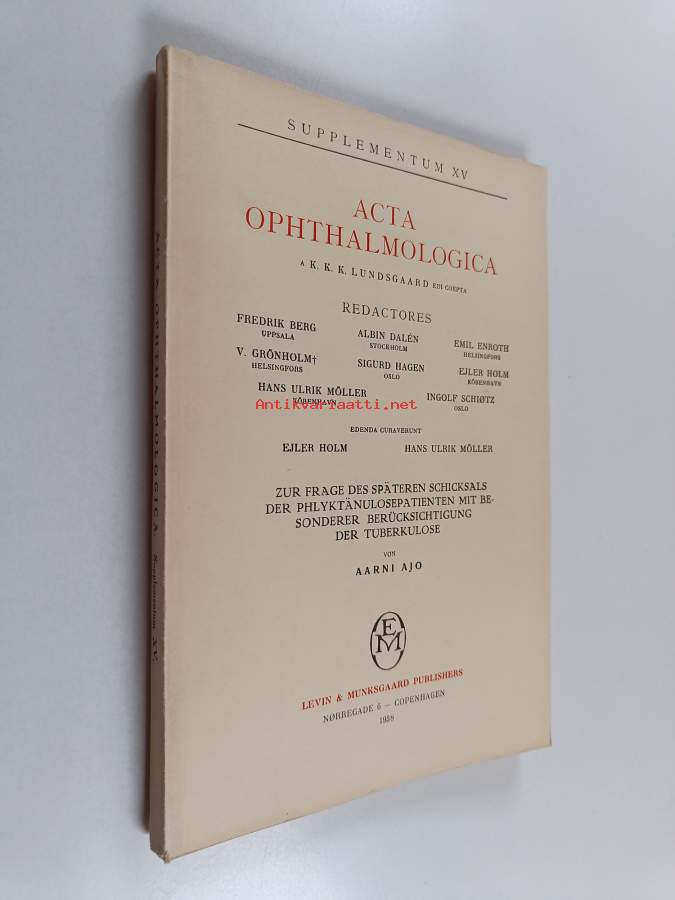 SUPPLEMENTUM XV
ACTA
OPHTHALMOLOGICA
A K. K. K. LUNDSGAARD EDI COEPTA
REDACTORES
FREDRIK BERG
UPPSALA
ALBIN DALÉN
STOCKHOLM
EMIL ENROTH
HELSINGFORS
V. GRÖNHOLM†
HELSINGFORS
SIGURD HAGEN
OSLO
EJLER HOLM
KÖBENHAVN
HANS ULRIK MÖLLER
KÖBENHAVN
INGOLF SCHIØTZ
OSLO
Antikvariaatti.net
EDENDA CURAVERUNT
EJLER HOLM
HANS ULRIK MÖLLER
ZUR FRAGE DES SPÄTEREN SCHICKSALS
DER PHLYKTÄNULOSEPATIENTEN MIT BE-
SONDERER BERÜCKSICHTIGUNG
DER TUBERKULOSE
VON
AARNI AJO
EM
LEVIN & MUNKSGAARD PUBLISHERS
NØRREGADE 6 — COPENHAGEN
1938
ACTA OPHTHALMOLOGICA. Supplementum XV.